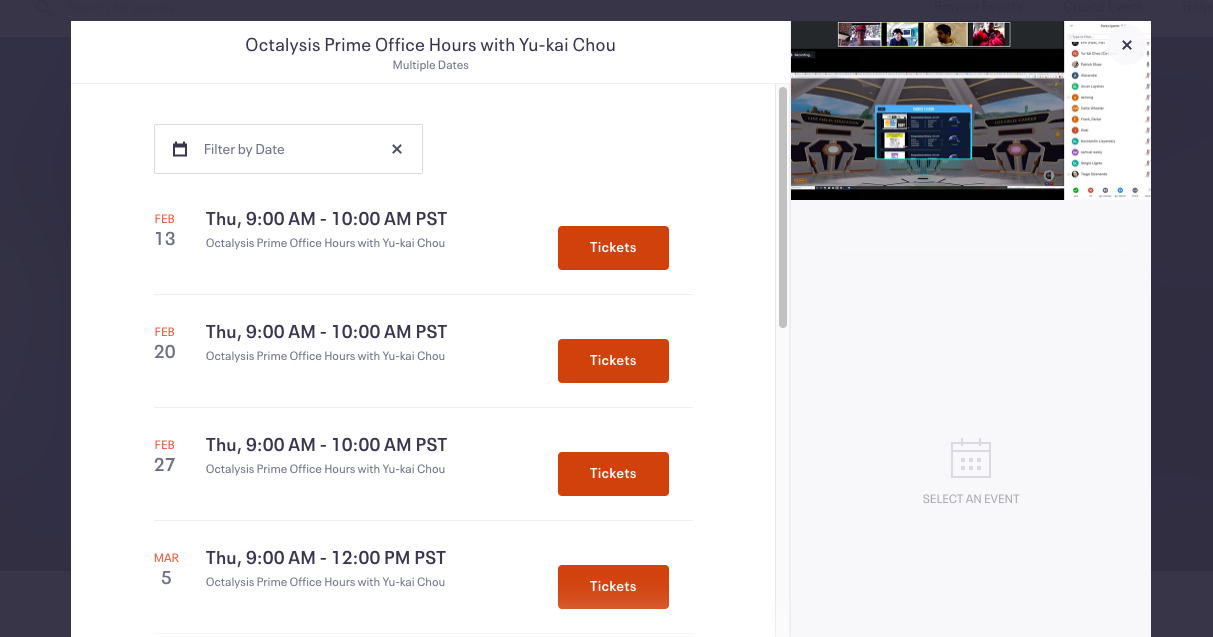 Octalysis Prime Office Hours with Yu-kai Chou
Multiple Dates
Filter by Date
FEB
13
Thu, 9:00 AM - 10:00 AM PST
Octalysis Prime Office Hours with Yu-kai Chou
Tickets
FEB
20
Thu, 9:00 AM - 10:00 AM PST
Octalysis Prime Office Hours with Yu-kai Chou
Tickets
FEB
27
Thu, 9:00 AM - 10:00 AM PST
Octalysis Prime Office Hours with Yu-kai Chou
Tickets
MAR
5
Thu, 9:00 AM - 12:00 PM PST
Octalysis Prime Office Hours with Yu-kai Chou
Tickets
SELECT AN EVENT